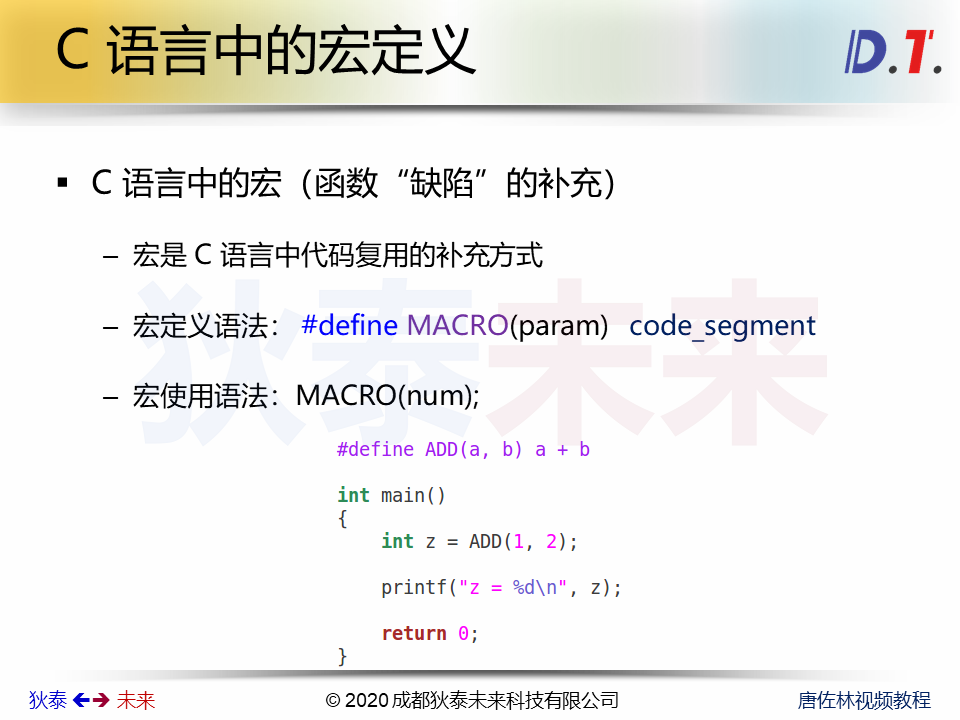 C 语言中的宏定义
D.T.
▪ C 语言中的宏（函数“缺陷”的补充）
– 宏是 C 语言中代码复用的补充方式
– 宏定义语法： #define MACRO(param) code_segment
– 宏使用语法：MACRO(num);
狄泰未来
#define ADD(a, b) a + b
int main()
{
    int z = ADD(1, 2);
    printf("z = %d\n", z);
    return 0;
}
狄泰 🡸🡺 未来
© 2020 成都狄泰未来科技有限公司
唐佐林视频教程